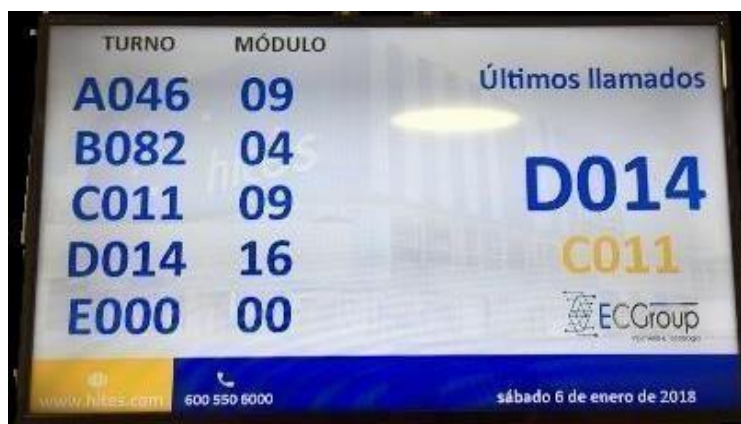 TURNO MÓDULO
A046 09
B082 04
C011 09
D014 16
E000 00
Últimos llamados
D014
C011
ECGroup
hites
www.hites.com
600 550 6000
sábado 6 de enero de 2018